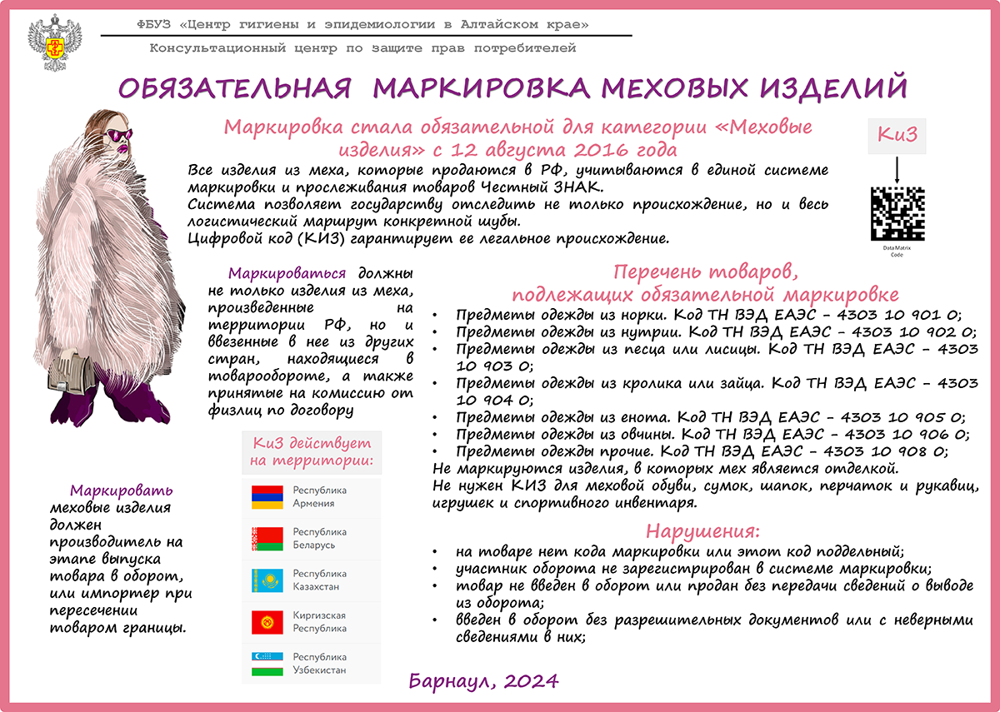 ФБУЗ «Центр гигиены и эпидемиологии в Алтайском крае»
Консультационный центр по защите прав потребителей
ОБЯЗАТЕЛЬНАЯ МАРКИРОВКА МЕХОВЫХ ИЗДЕЛИЙ
Маркировка стала обязательной для категории «Меховые
изделия» с 12 августа 2016 года
Все изделия из меха, которые продаются в РФ, учитываются в единой системе
маркировки и прослеживания товаров Честный ЗНАК.
Система позволяет государству отследить не только происхождение, но и весь
логистический маршрут конкретной шубы.
Цифровой код (КИЗ) гарантирует ее легальное происхождение.
КиЗ
Data Matrix
Code
Маркироваться должны
не только изделия из меха,
произведенные на
территории РФ, но и
ввезенные в нее из других
стран, находящиеся в
товарообороте, а также
принятые на комиссию от
физлиц по договору
Перечень товаров,
подлежащих обязательной маркировке
• Предметы одежды из норки. Код ТН ВЭД ЕАЭС – 4303 10 901 0;
• Предметы одежды из нутрии. Код ТН ВЭД ЕАЭС – 4303 10 902 0;
• Предметы одежды из песца или лисицы. Код ТН ВЭД ЕАЭС – 4303
10 903 0;
• Предметы одежды из кролика или зайца. Код ТН ВЭД ЕАЭС – 4303
10 904 0;
• Предметы одежды из енота. Код ТН ВЭД ЕАЭС – 4303 10 905 0;
• Предметы одежды из овчины. Код ТН ВЭД ЕАЭС – 4303 10 906 0;
• Предметы одежды прочие. Код ТН ВЭД ЕАЭС – 4303 10 908 0;
Не маркируются изделия, в которых мех является отделкой.
Не нужен КИЗ для меховой обуви, сумок, шапок, перчаток и рукавиц,
игрушек и спортивного инвентаря.
КиЗ действует
на территории:
Республика
Армения
Республика
Беларусь
Республика
Казахстан
Киргизская
Республика
Республика
Узбекистан
Маркировать
меховые изделия
должен
производитель на
этапе выпуска
товара в оборот,
или импортер при
пересечении
товаром границы.
Нарушения:
• на товаре нет кода маркировки или этот код поддельный;
• участник оборота не зарегистрирован в системе маркировки;
• товар не введен в оборот или продан без передачи сведений о выводе
из оборота;
• введен в оборот без разрешительных документов или с неверными
сведениями в них;
Барнаул, 2024